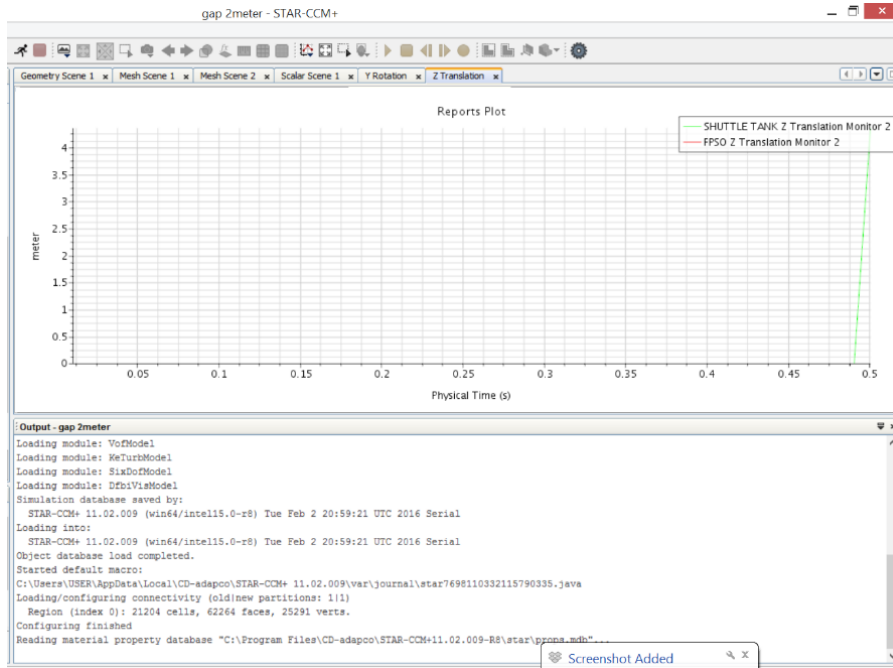 gap 2meter - STAR-CCM+
Geometry Scene 1 Mesh Scene 1 Mesh Scene 2 Scalar Scene 1 Y Rotation Z Translation
Reports Plot
SHUTTLE TANK Z Translation Monitor 2
FPSO Z Translation Monitor 2
4
3.5
3
2.5
2
1.5
1
0.5
0
meter
0.05 0.1 0.15 0.2 0.25 0.3 0.35 0.4 0.45 0.5
Physical Time (s)
Output - gap 2meter
Loading module: VofModel
Loading module: KeTurbModel
Loading module: SixDofModel
Loading module: DfbiVisModel
Simulation database saved by:
STAR-CCM+ 11.02.009 (win64/intel15.0-r8) Tue Feb 2 20:59:21 UTC 2016 Serial
Loading into:
STAR-CCM+ 11.02.009 (win64/intel15.0-r8) Tue Feb 2 20:59:21 UTC 2016 Serial
Object database load completed.
Started default macro:
C:\Users\USER\AppData\Local\CD-adapco\STAR-CCM+ 11.02.009\var\journal\star7698110332115790335.java
Loading/configuring connectivity (old|new partitions: 1|1)
Region (index 0): 21204 cells, 62264 faces, 25291 verts.
Configuring finished
Reading material property database "C:\Program Files\CD-adapco\STAR-CCM+11.02.009-R8\star\props.mdb"...
Screenshot Added